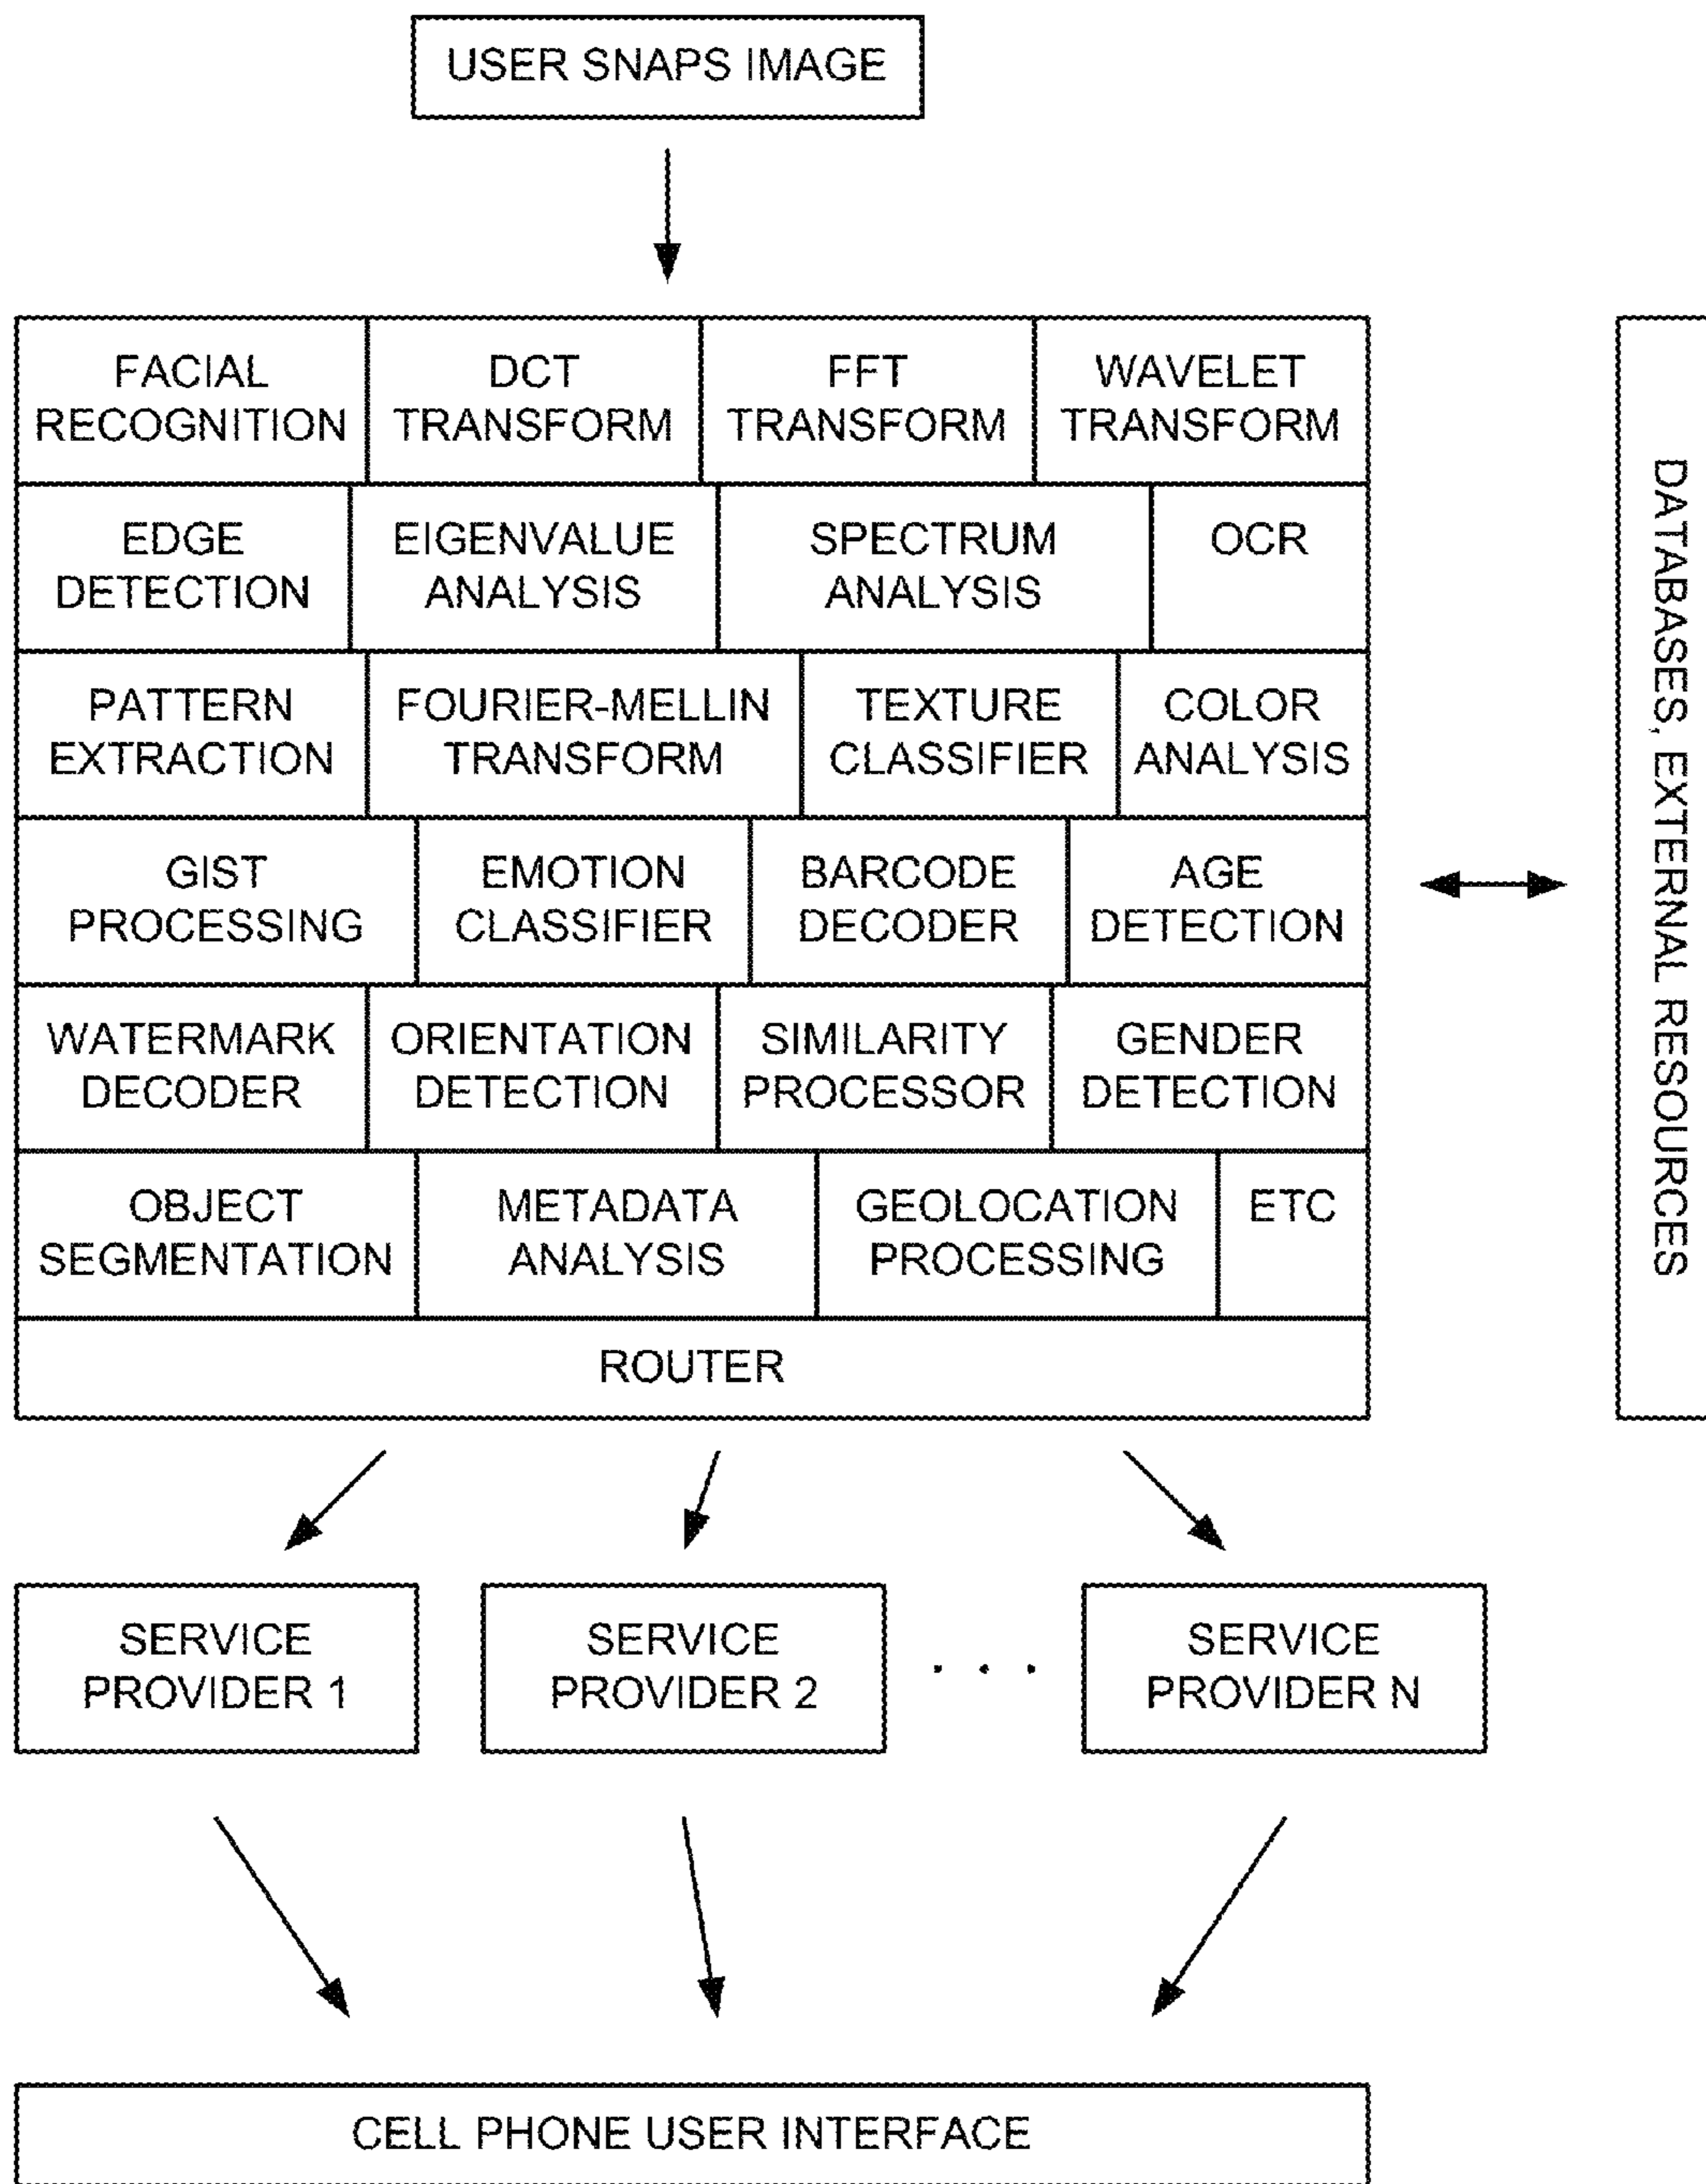 USER SNAPS IMAGE
FACIAL
RECOGNITION
DCT
TRANSFORM
FFT
TRANSFORM
WAVELET
TRANSFORM
EDGE
DETECTION
EIGENVALUE
ANALYSIS
SPECTRUM
ANALYSIS
OCR
PATTERN
EXTRACTION
FOURIER-MELLIN
TRANSFORM
TEXTURE
CLASSIFIER
COLOR
ANALYSIS
GIST
PROCESSING
EMOTION
CLASSIFIER
BARCODE
DECODER
AGE
DETECTION
WATERMARK
DECODER
ORIENTATION
DETECTION
SIMILARITY
PROCESSOR
GENDER
DETECTION
OBJECT
SEGMENTATION
METADATA
ANALYSIS
GEOLOCATION
PROCESSING
ETC
ROUTER
DATABASES, EXTERNAL RESOURCES
SERVICE
PROVIDER 1
SERVICE
PROVIDER 2
. . .
SERVICE
PROVIDER N
CELL PHONE USER INTERFACE